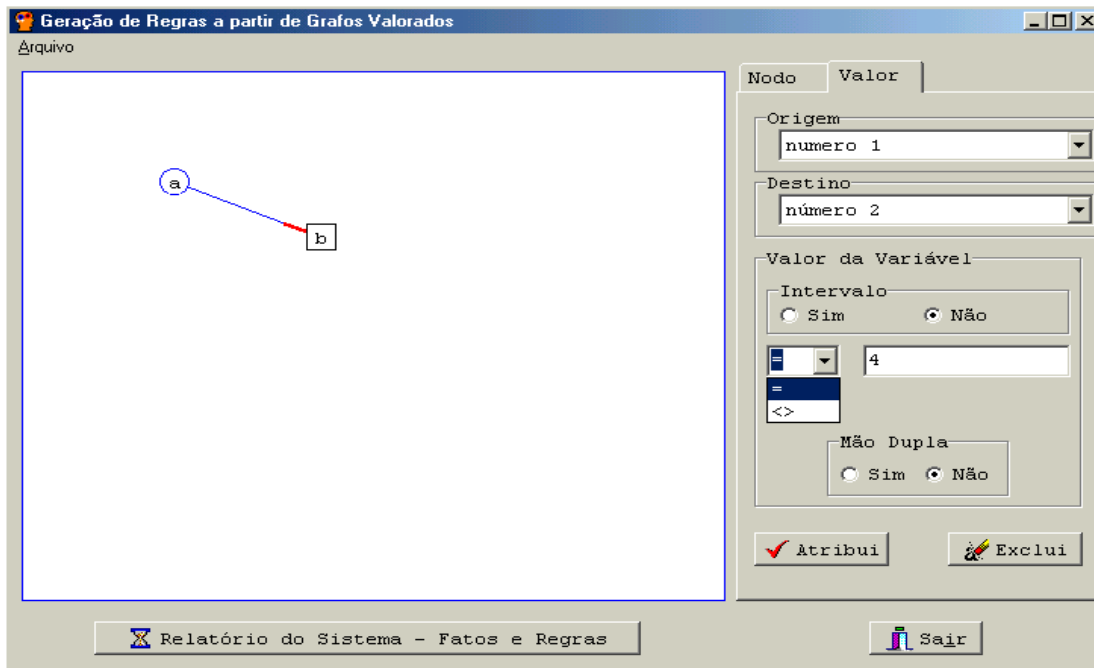 Geração de Regras a partir de Grafos Valorados
Arquivo
Nodo Valor
Origem
numero 1
Destino
número 2
a
b
Valor da Variável
Intervalo
Sim Não
= 4
=
<>
Mão Dupla
Sim Não
Atribui Exclui
Relatório do Sistema - Fatos e Regras Sair